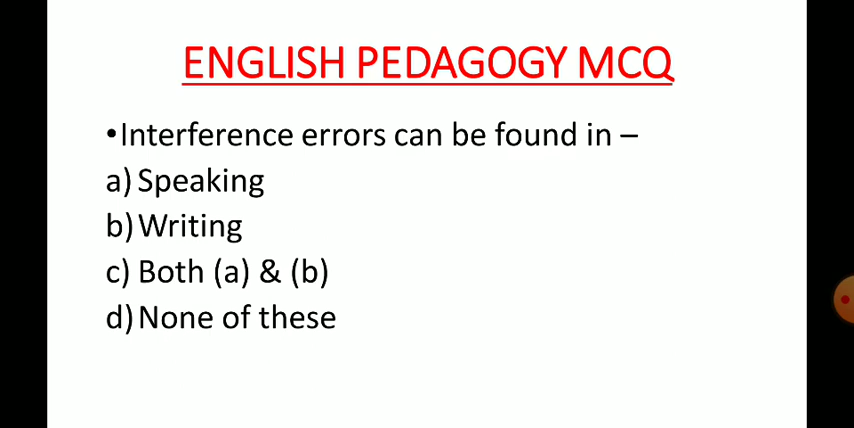 ENGLISH PEDAGOGY MCQ
•Interference errors can be found in –
a) Speaking
b) Writing
c) Both (a) & (b)
d) None of these